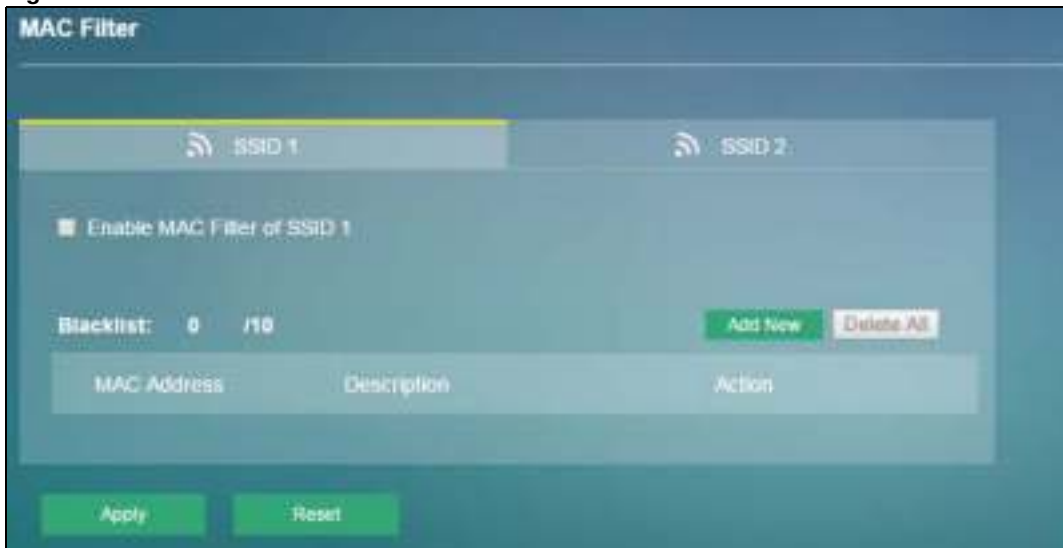 MAC Filter
SSID 1
SSID 2
Enable MAC Filter of SSID 1
Blacklist: 0 /10
Add New
Delete All
MAC Address Description Action
Apply
Reset